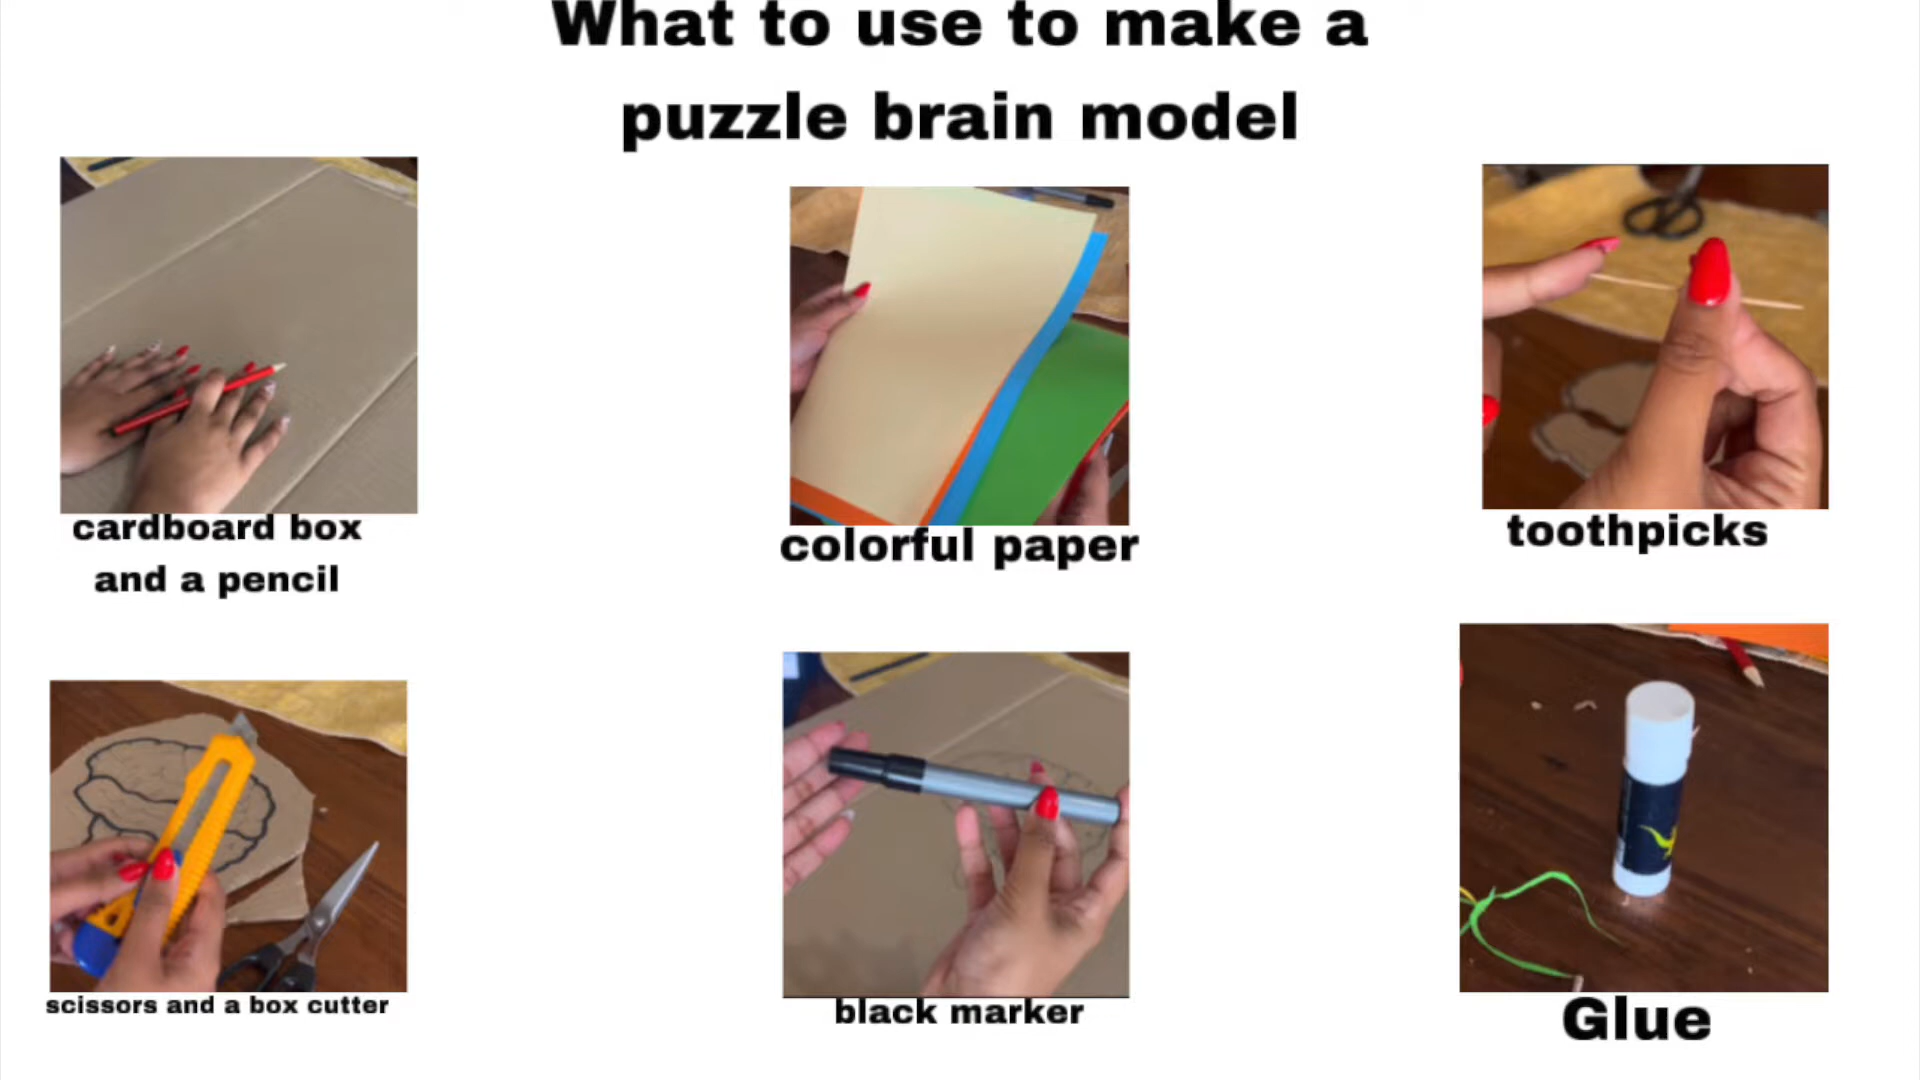 What to use to make a
puzzle brain model
cardboard box
and a pencil
colorful paper
toothpicks
scissors and a box cutter
black marker
Glue